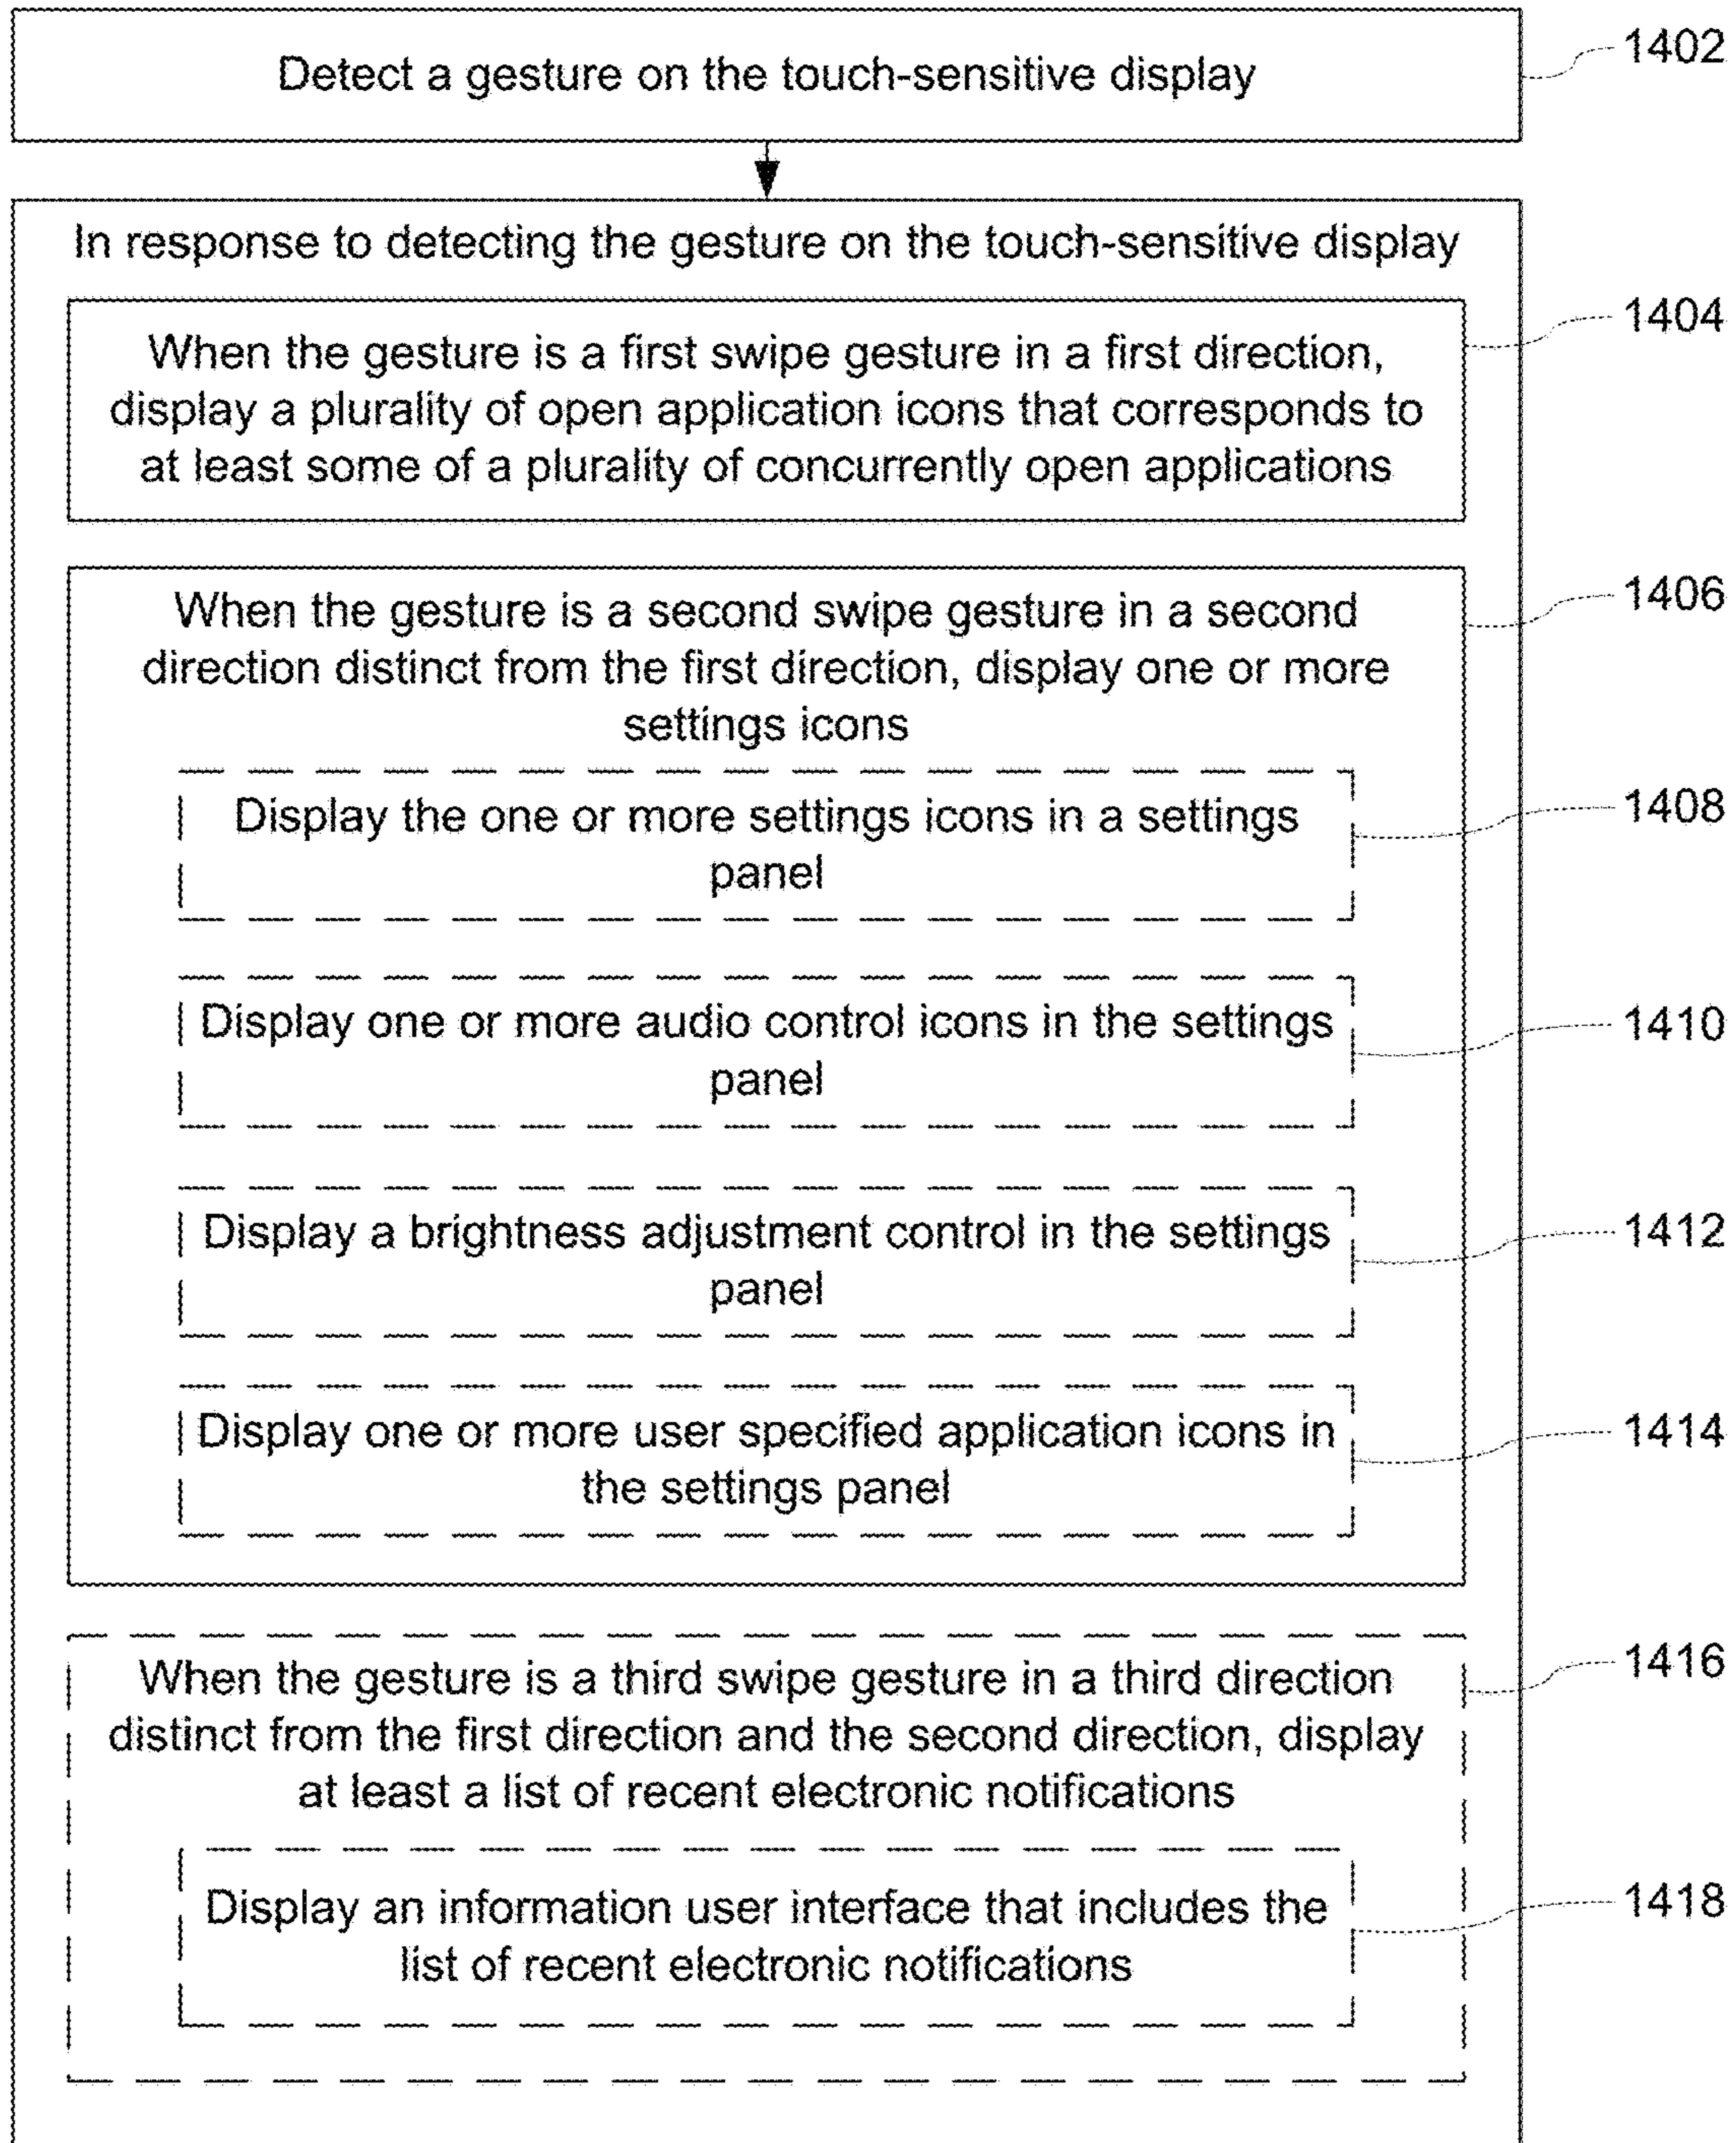 Detect a gesture on the touch-sensitive display
1402
In response to detecting the gesture on the touch-sensitive display
1404
When the gesture is a first swipe gesture in a first direction,
display a plurality of open application icons that corresponds to
at least some of a plurality of concurrently open applications
1406
When the gesture is a second swipe gesture in a second
direction distinct from the first direction, display one or more
settings icons
1408
Display the one or more settings icons in a settings
panel
1410
Display one or more audio control icons in the settings
panel
1412
Display a brightness adjustment control in the settings
panel
1414
Display one or more user specified application icons in
the settings panel
1416
When the gesture is a third swipe gesture in a third direction
distinct from the first direction and the second direction, display
at least a list of recent electronic notifications
1418
Display an information user interface that includes the
list of recent electronic notifications